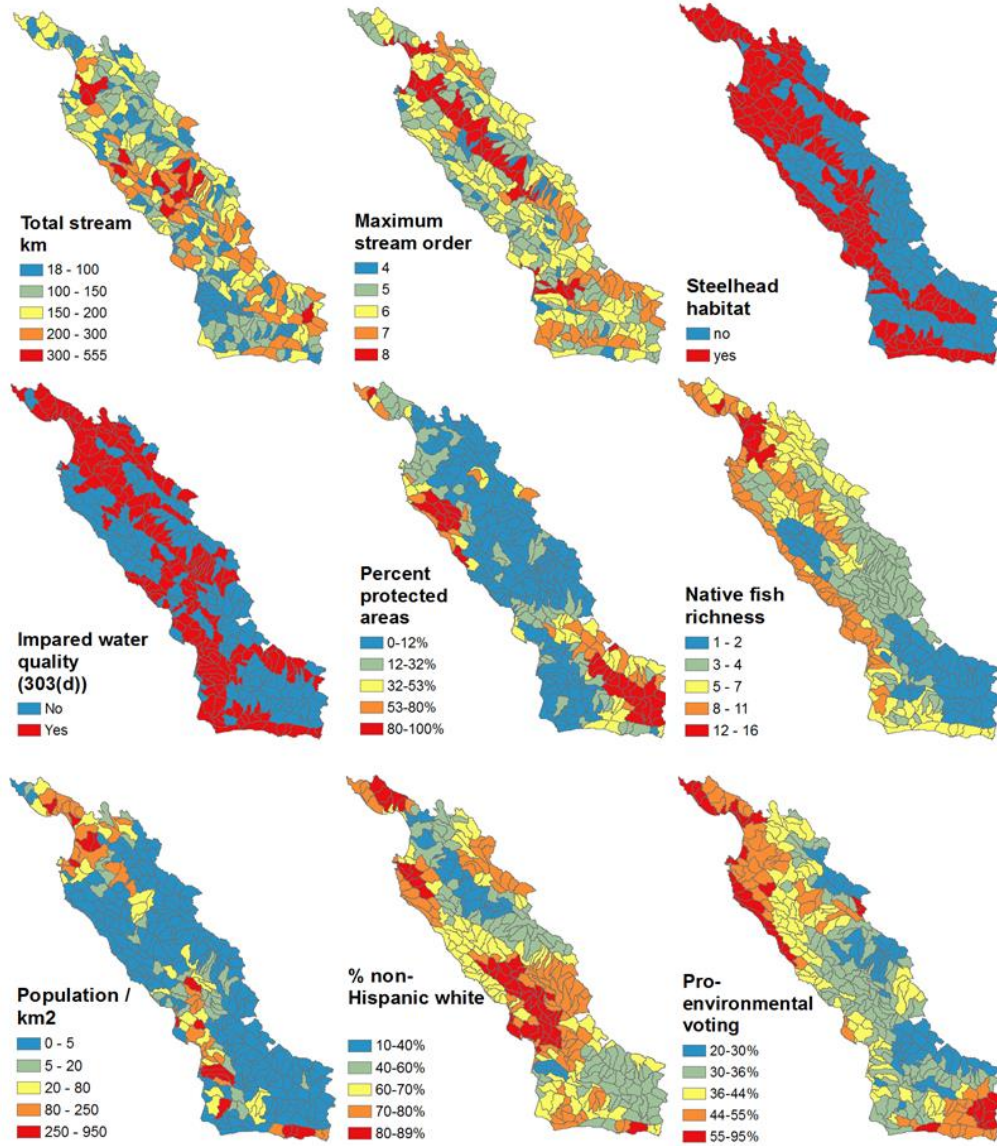 Total stream
km
18 - 100
100 - 150
150 - 200
200 - 300
300 - 555
Maximum
stream order
4
5
6
7
8
Steelhead
habitat
no
yes
Impared water
quality
(303(d))
No
Yes
Percent
protected
areas
0-12%
12-32%
32-53%
53-80%
80-100%
Native fish
richness
1 - 2
3 - 4
5 - 7
8 - 11
12 - 16
Population /
km2
0 - 5
5 - 20
20 - 80
80 - 250
250 - 950
% non-
Hispanic white
10-40%
40-60%
60-70%
70-80%
80-89%
Pro-
environmental
voting
20-30%
30-36%
36-44%
44-55%
55-95%